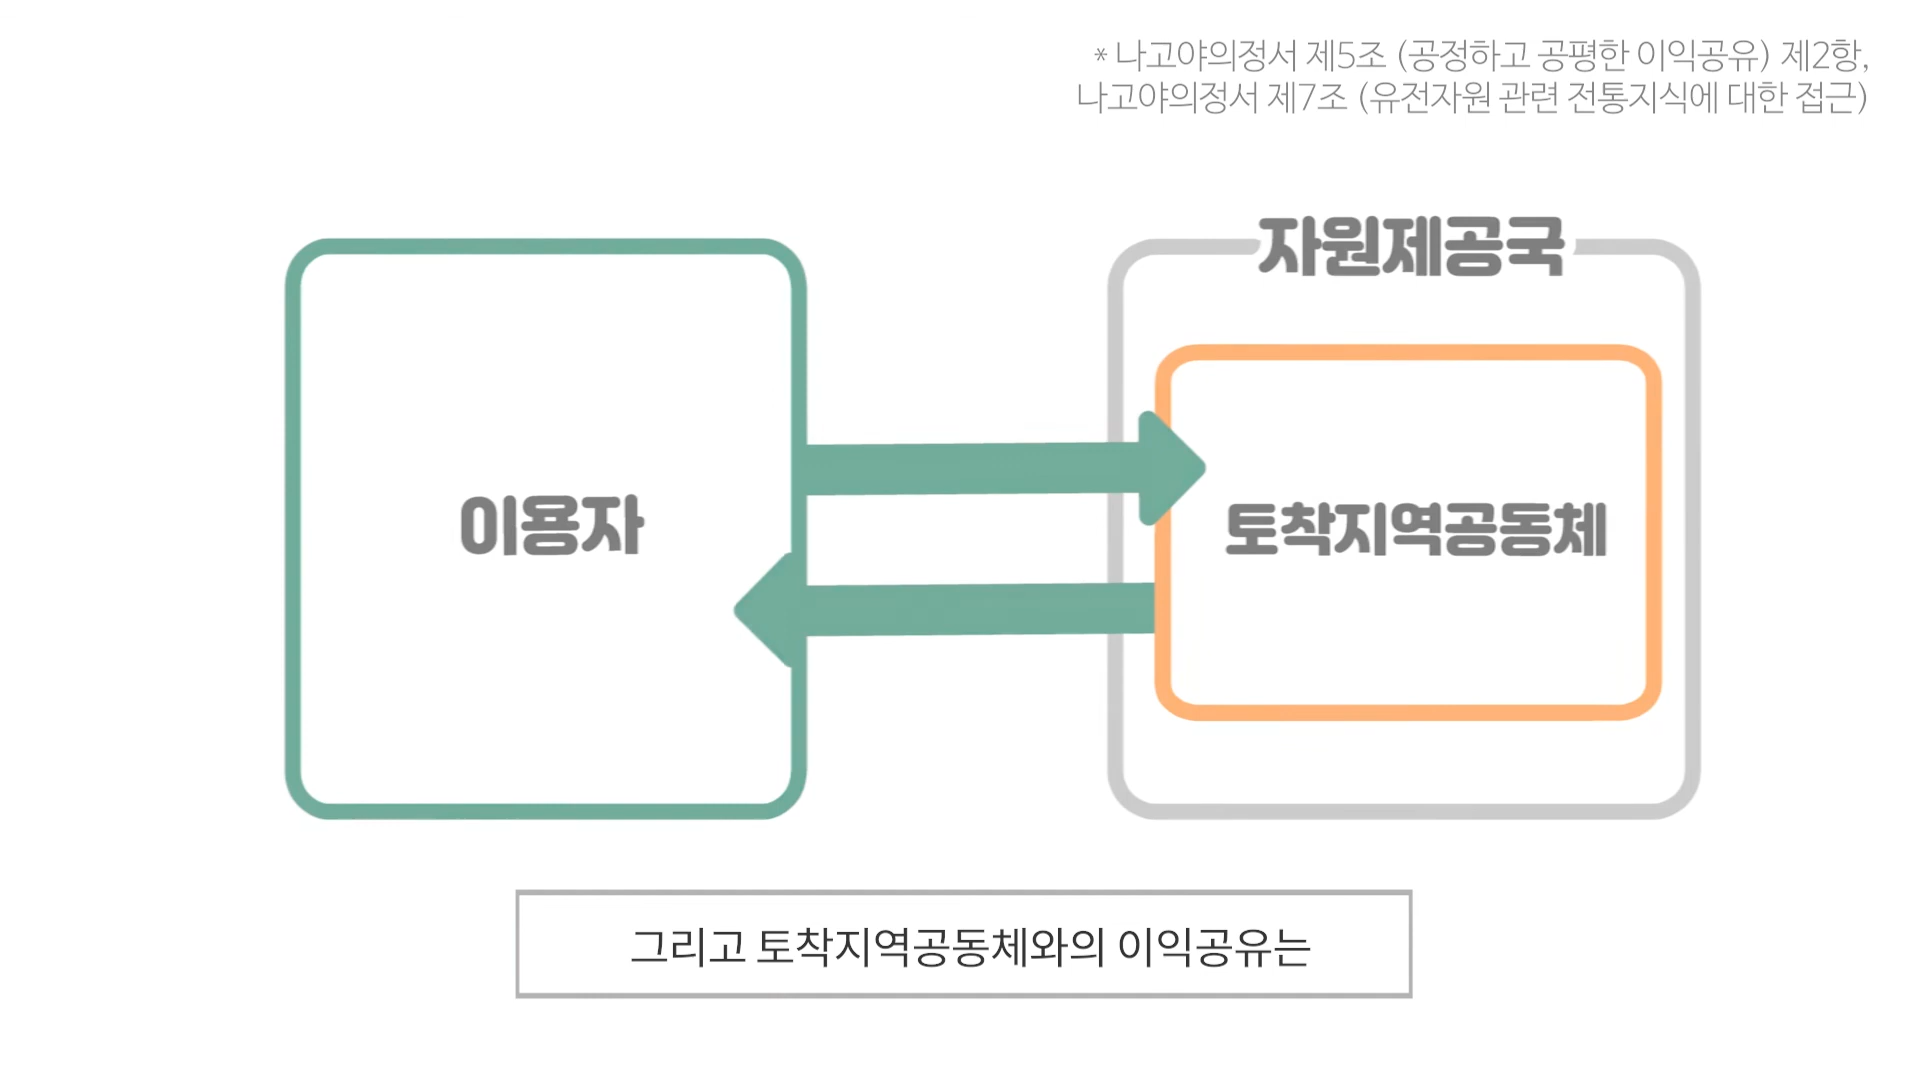 * 나고야의정서 제5조 (공정하고 공평한 이익공유) 제2항,
나고야의정서 제7조 (유전자원 관련 전통지식에 대한 접근)
자원제공국
이용자
토착지역공동체
그리고 토착지역공동체와의 이익공유는